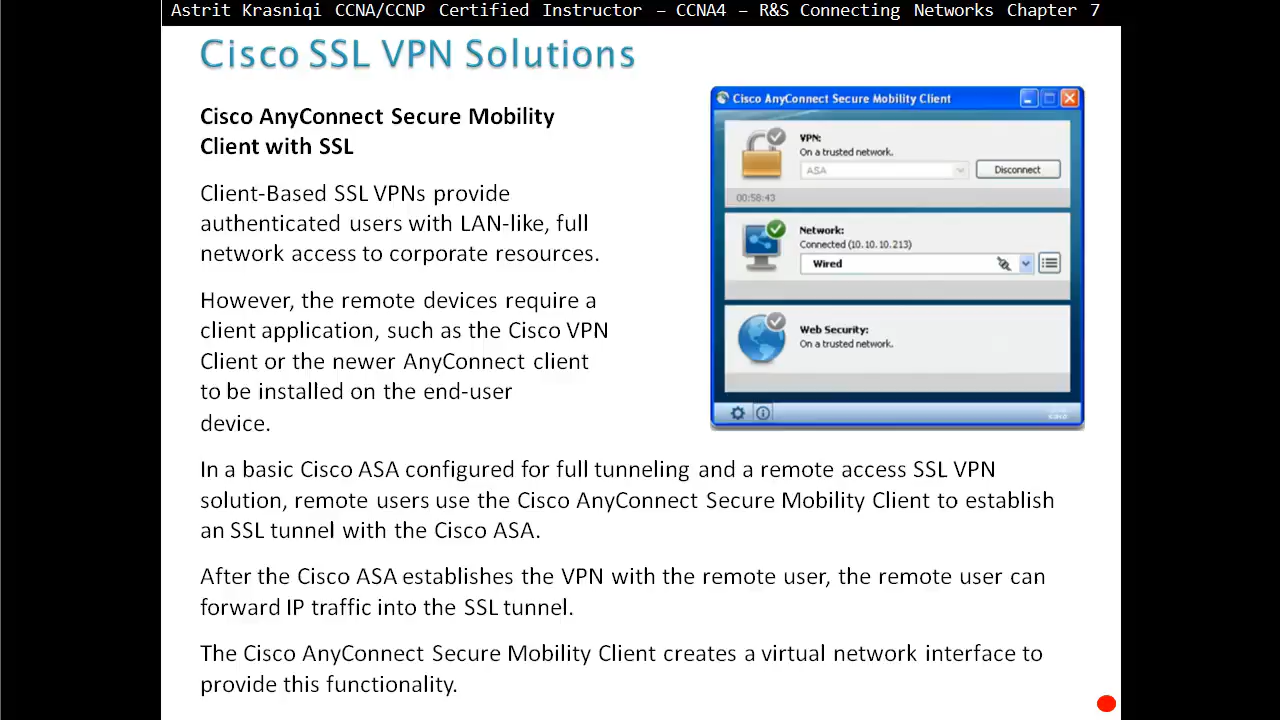 Astrit Krasniqi CCNA/CCNP Certified Instructor – CCNA4 – R&S Connecting Networks Chapter 7
Cisco SSL VPN Solutions
Cisco AnyConnect Secure Mobility
Client with SSL
Client-Based SSL VPNs provide
authenticated users with LAN-like, full
network access to corporate resources.
However, the remote devices require a
client application, such as the Cisco VPN
Client or the newer AnyConnect client
to be installed on the end-user
device.
Cisco AnyConnect Secure Mobility Client
VPN:
On a trusted network.
ASA
Disconnect
00:58:43
Network:
Connected (10.10.10.213)
Wired
Web Security:
On a trusted network.
cisco
In a basic Cisco ASA configured for full tunneling and a remote access SSL VPN
solution, remote users use the Cisco AnyConnect Secure Mobility Client to establish
an SSL tunnel with the Cisco ASA.
After the Cisco ASA establishes the VPN with the remote user, the remote user can
forward IP traffic into the SSL tunnel.
The Cisco AnyConnect Secure Mobility Client creates a virtual network interface to
provide this functionality.